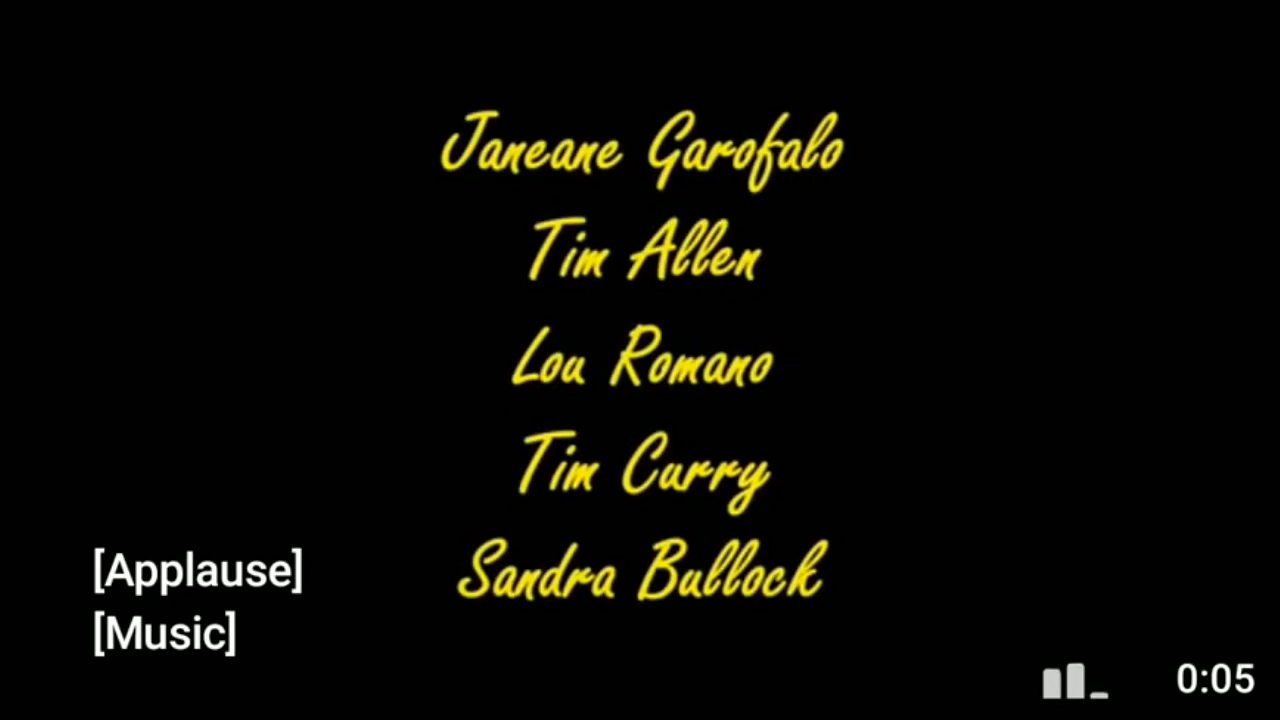 Janeane Garofalo
Tim Allen
Lou Romano
Tim Curry
Sandra Bullock
[Applause]
[Music]
0:05